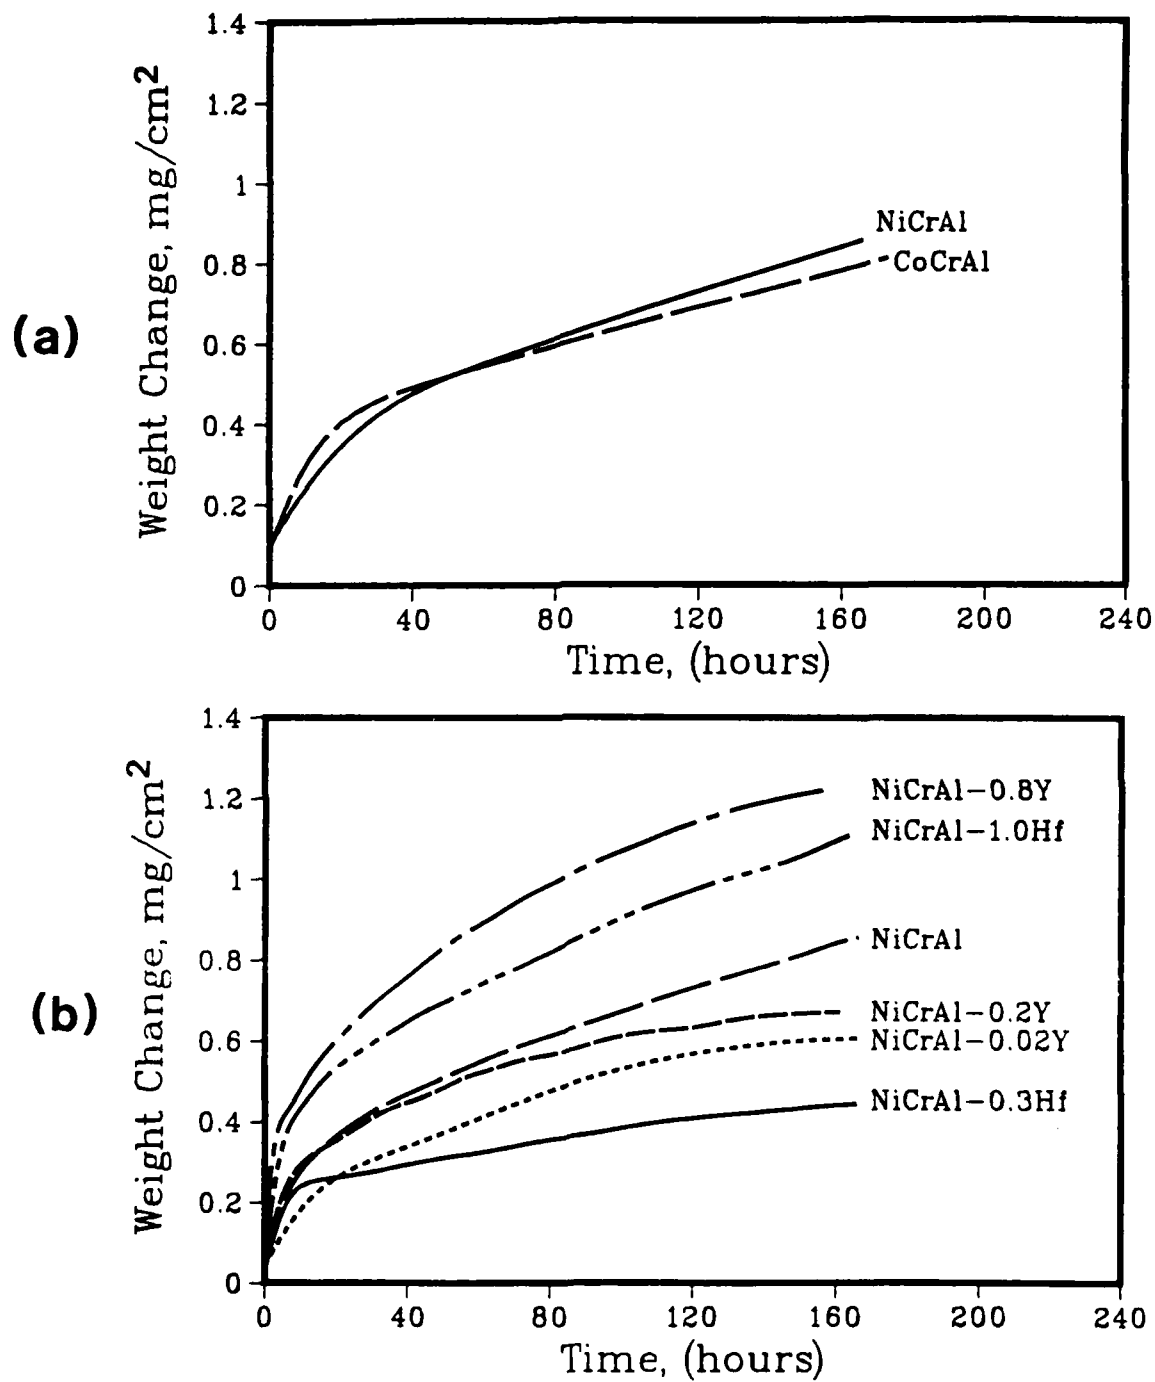 1.4
1.2
1
0.8
0.6
0.4
0.2
0
Weight Change, mg/cm²
(a)
NiCrAl
CoCrAl
0 40 80 120 160 200 240
Time, (hours)
1.4
1.2
1
0.8
0.6
0.4
0.2
0
Weight Change, mg/cm²
(b)
NiCrAl-0.8Y
NiCrAl-1.0Hf
NiCrAl
NiCrAl-0.2Y
NiCrAl-0.02Y
NiCrAl-0.3Hf
0 40 80 120 160 200 240
Time, (hours)